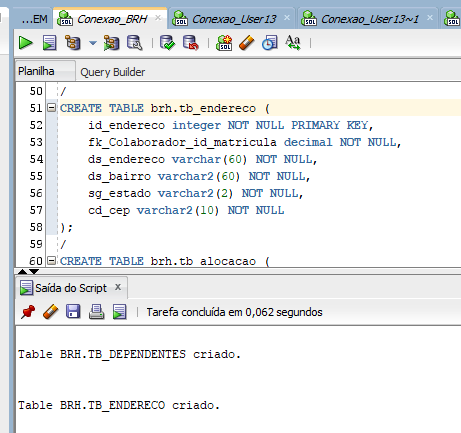 ...EM Conexao_BRH Conexao_User13 Conexao_User13~1
Planilha Query Builder
50 /
51 CREATE TABLE brh.tb_endereco (
52 id_endereco integer NOT NULL PRIMARY KEY,
53 fk_Colaborador_id_matricula decimal NOT NULL,
54 ds_endereco varchar(60) NOT NULL,
55 ds_bairro varchar2(60) NOT NULL,
56 sg_estado varchar2(2) NOT NULL,
57 cd_cep varchar2(10) NOT NULL
58 );
59 /
60 CREATE TABLE brh.tb alocacao (
Saída do Script x
Tarefa concluída em 0,062 segundos
Table BRH.TB_DEPENDENTES criado.
Table BRH.TB_ENDERECO criado.